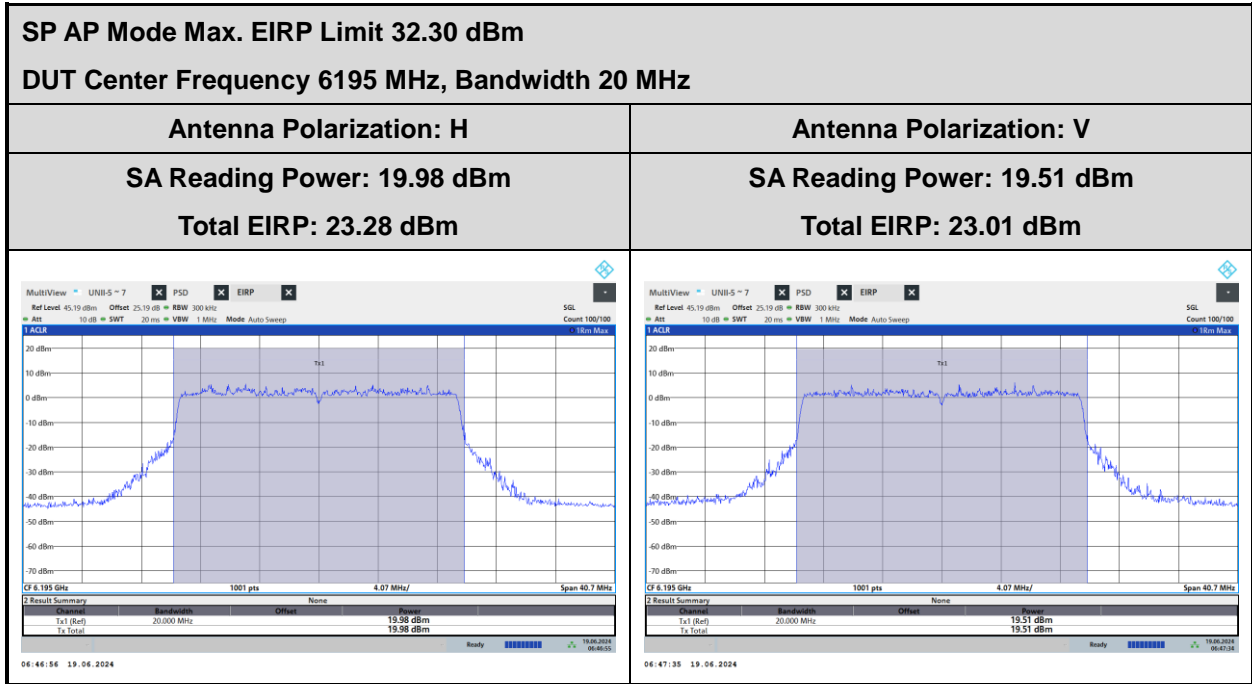 SP AP Mode Max. EIRP Limit 32.30 dBm
DUT Center Frequency 6195 MHz, Bandwidth 20 MHz
Antenna Polarization: H
Antenna Polarization: V
SA Reading Power: 19.98 dBm
Total EIRP: 23.28 dBm
SA Reading Power: 19.51 dBm
Total EIRP: 23.01 dBm
MultiView UNII-5 ~ 7 X PSD X EIRP X
Ref Level 45.19 dBm Offset 25.19 dB RBW 300 kHz SGL
Att 10 dB SWT 20 ms VBW 1 MHz Mode Auto Sweep Count 100/100
1 ACLR 1Rm Max
20 dBm
Tx1
10 dBm
0 dBm
-10 dBm
-20 dBm
-30 dBm
-40 dBm
-50 dBm
-60 dBm
-70 dBm
CF 6.195 GHz 1001 pts 4.07 MHz/ Span 40.7 MHz
2 Result Summary None
Channel Bandwidth Offset Power
Tx1 (Ref) 20.000 MHz 19.98 dBm
Tx Total 19.98 dBm
Ready 19.06.2024
06:46:55
06:46:56 19.06.2024
MultiView UNII-5 ~ 7 X PSD X EIRP X
Ref Level 45.19 dBm Offset 25.19 dB RBW 300 kHz SGL
Att 10 dB SWT 20 ms VBW 1 MHz Mode Auto Sweep Count 100/100
1 ACLR 1Rm Max
20 dBm
Tx1
10 dBm
0 dBm
-10 dBm
-20 dBm
-30 dBm
-40 dBm
-50 dBm
-60 dBm
-70 dBm
CF 6.195 GHz 1001 pts 4.07 MHz/ Span 40.7 MHz
2 Result Summary None
Channel Bandwidth Offset Power
Tx1 (Ref) 20.000 MHz 19.51 dBm
Tx Total 19.51 dBm
Ready 19.06.2024
06:47:34
06:47:35 19.06.2024